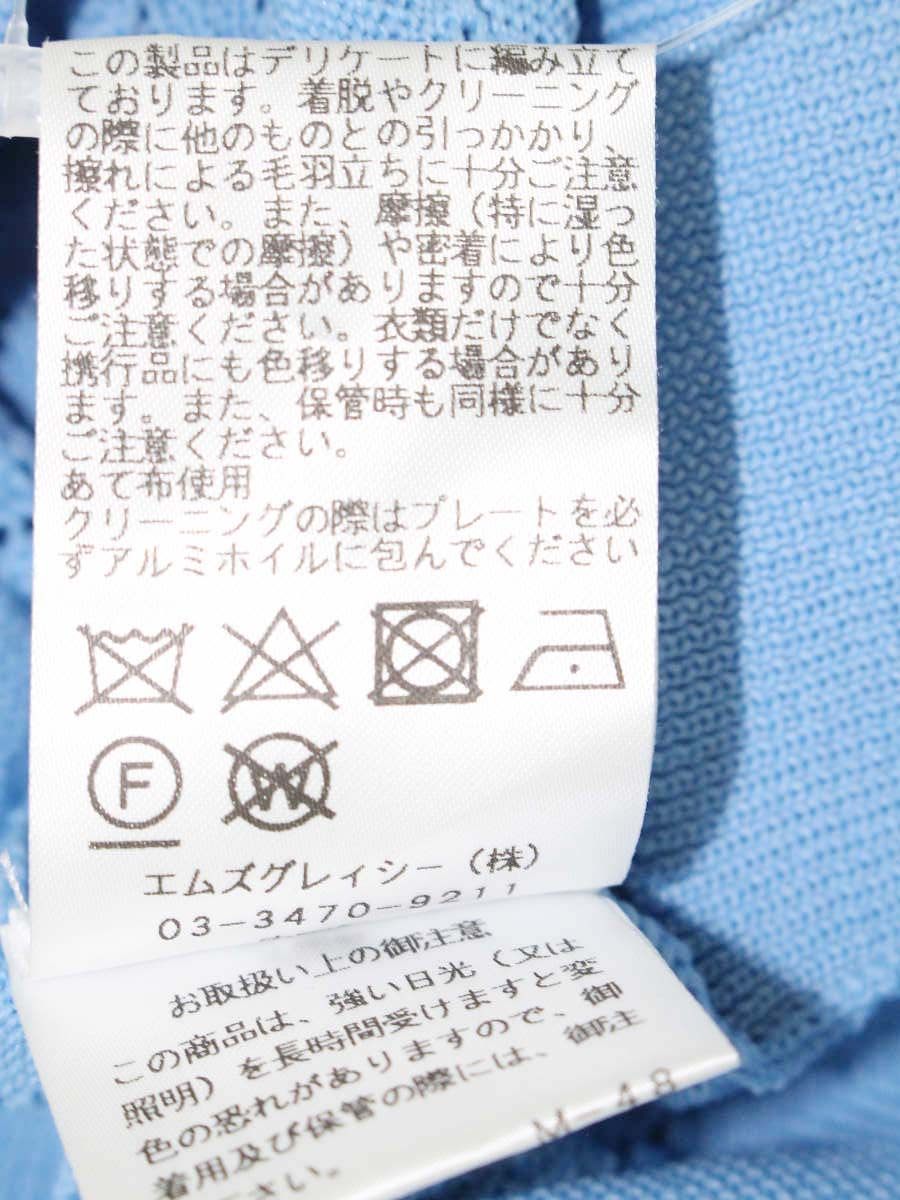 この製品はデリケートに編み立て
ております。着脱やクリーニング
の際に他のものとの引っかかり、
擦れによる毛羽立ちに十分ご注意
ください。また、摩擦（特に湿っ
た状態での摩擦）や密着により色
移りする場合がありますので十分
ご注意ください。衣類だけでなく
携行品にも色移りする場合があり
ます。また、保管時も同様に十分
ご注意ください。
あて布使用
クリーニングの際はプレートを必
ずアルミホイルに包んでください
F
W
エムズグレイシー（株）
03-3470-9211
お取扱い上の御注意
この商品は、強い日光（又は
照明）を長時間受けますと変
色の恐れがありますので、御
着用及び保管の際には、御注
さい。
M-48